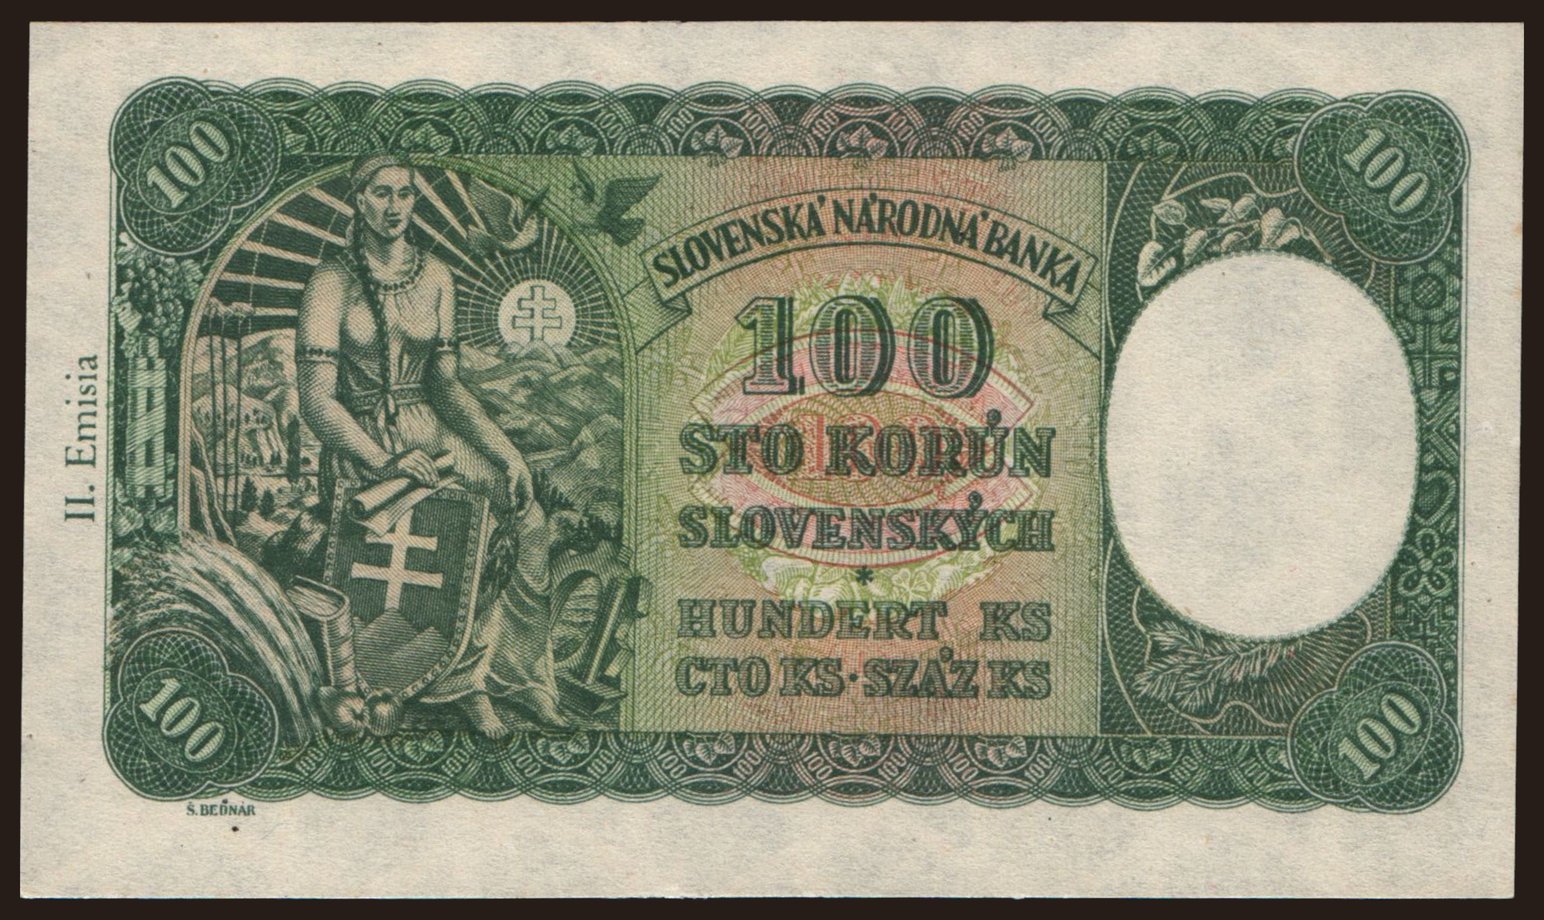 100
100
SLOVENSKÁ NÁRODNÁ BANKA
100
STO KORÚN
SLOVENSKÝCH
*
HUNDERT KS
CTO KS · SZÁZ KS
II. Emisia
100
100
Š. BEDNÁR